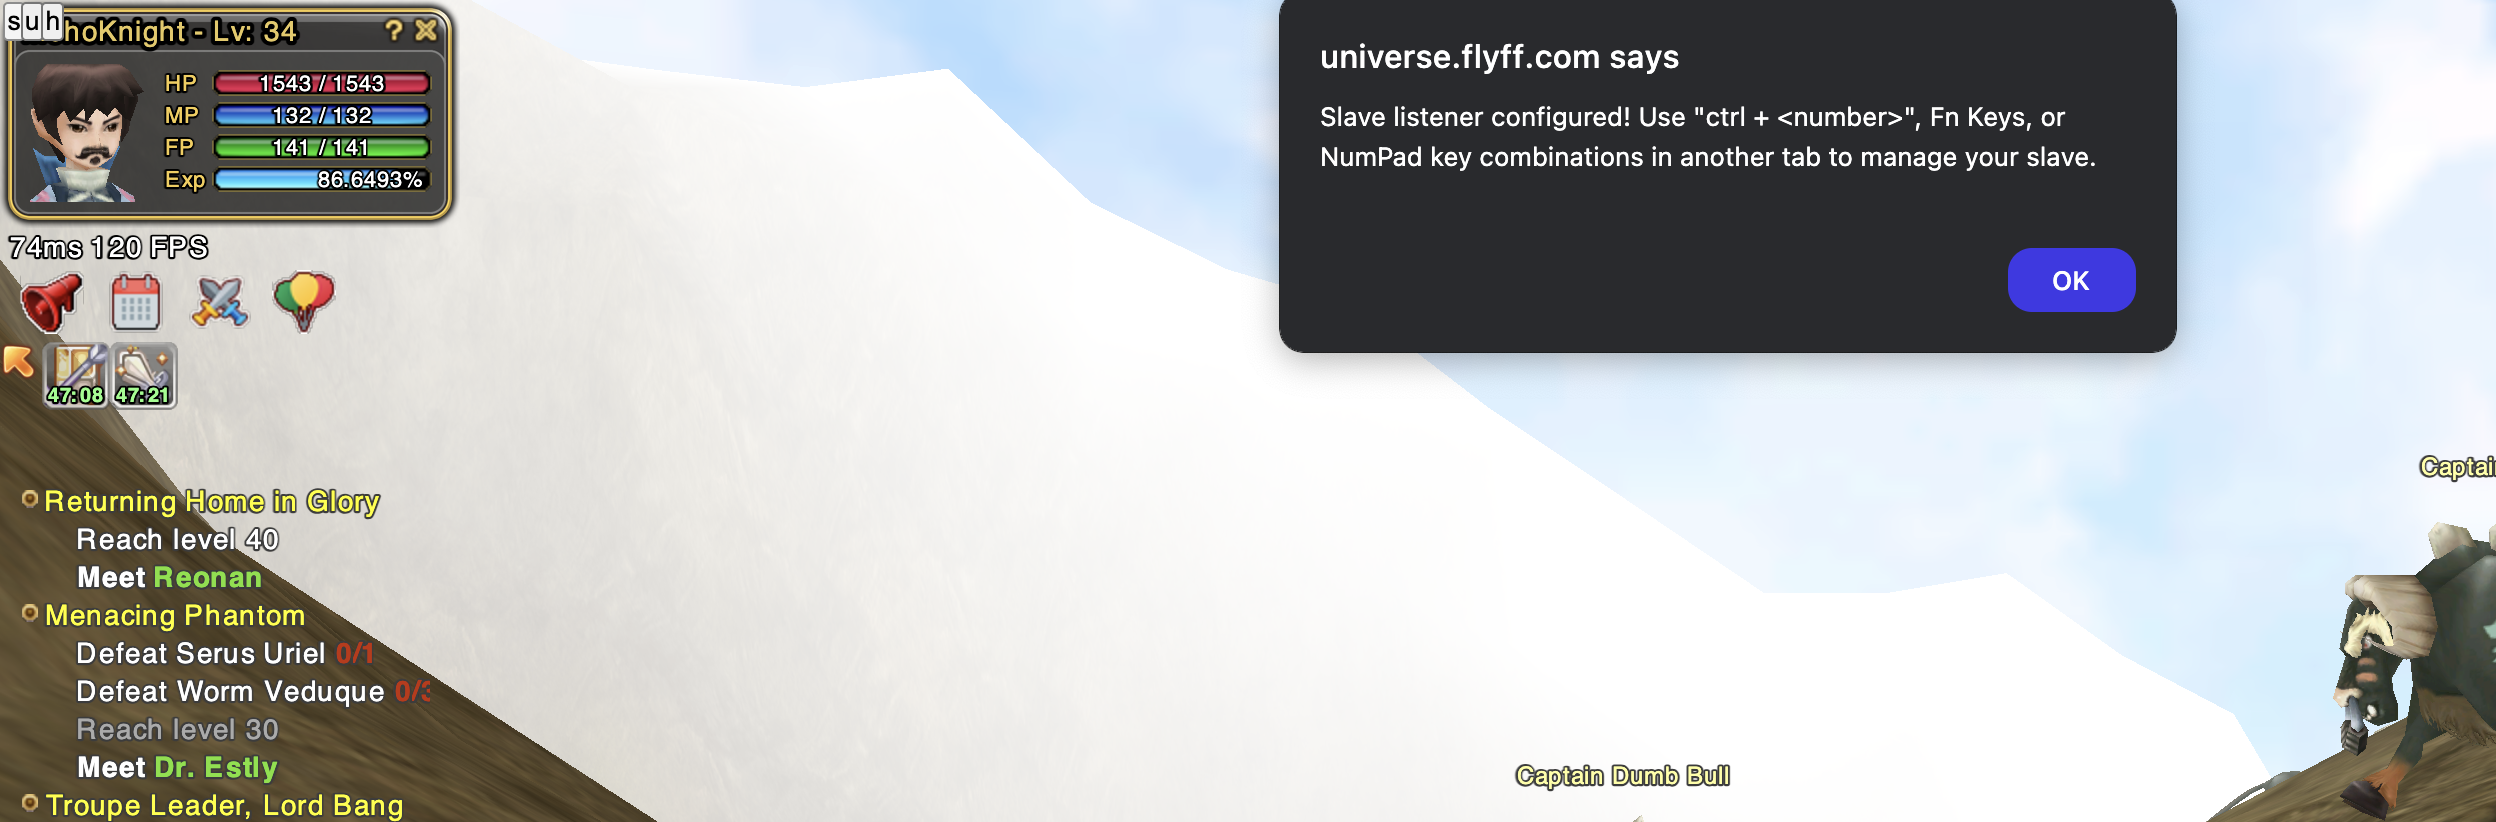 suh
hoKnight - Lv: 34
HP 1543 / 1543
MP 132 / 132
FP 141 / 141
Exp 86.6493%
74ms 120 FPS
47:08 47:21
Returning Home in Glory
Reach level 40
Meet Reonan
Menacing Phantom
Defeat Serus Uriel 0/1
Defeat Worm Veduque 0/3
Reach level 30
Meet Dr. Estly
Troupe Leader, Lord Bang
universe.flyff.com says
Slave listener configured! Use "ctrl + <number>", Fn Keys, or
NumPad key combinations in another tab to manage your slave.
OK
Captai
Captain Dumb Bull